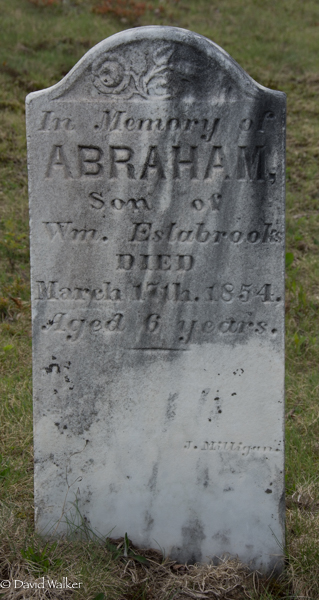 In Memory of
ABRAHAM,
Son of
Wm. Eslabrooks
DIED
March 17th. 1854.
Aged 6 years.
J. Milligan.
© David Walker